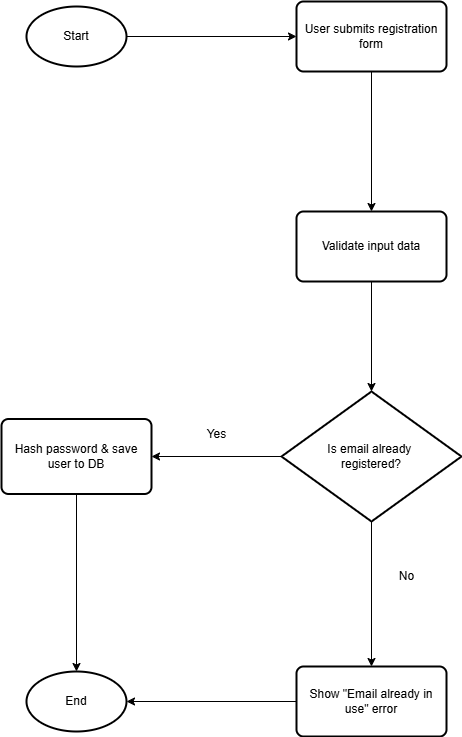 Start
User submits registration
form
Validate input data
Is email already
registered?
Yes
Hash password & save
user to DB
No
Show "Email already in
use" error
End